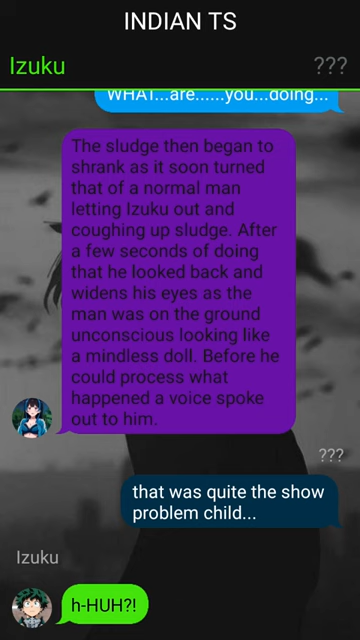 INDIAN TS
Izuku
???
WHAT...are......you...doing...
The sludge then began to
shrank as it soon turned
that of a normal man
letting Izuku out and
coughing up sludge. After
a few seconds of doing
that he looked back and
widens his eyes as the
man was on the ground
unconscious looking like
a mindless doll. Before he
could process what
happened a voice spoke
out to him.
???
that was quite the show
problem child...
Izuku
h-HUH?!